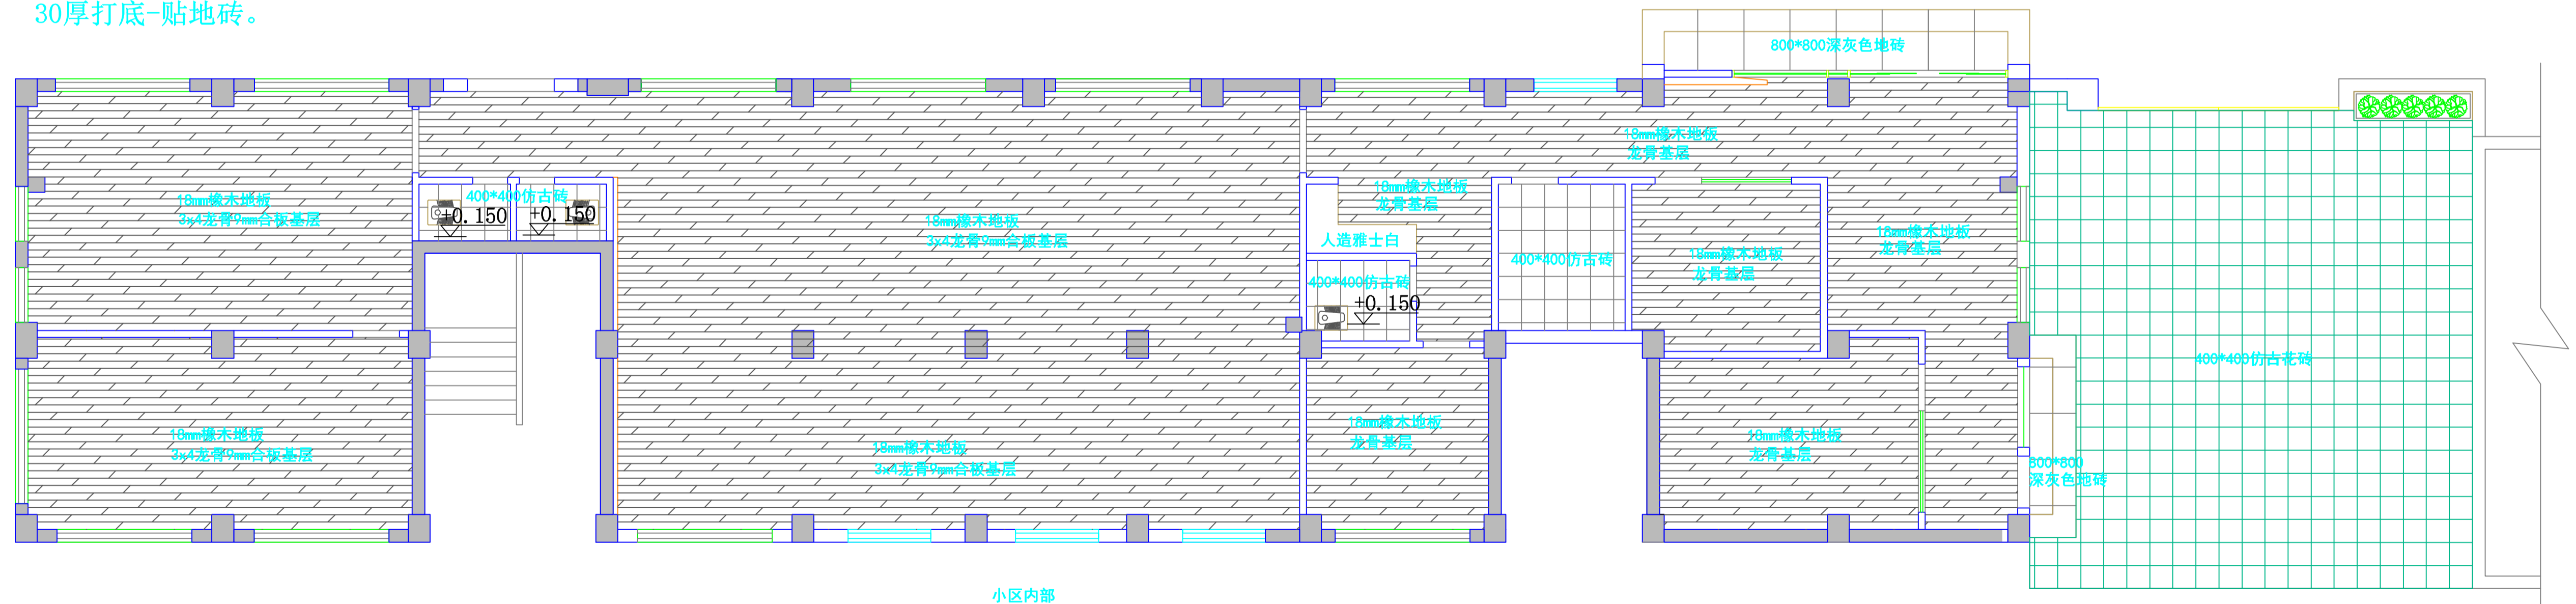 30厚打底-贴地砖。
800*800深灰色地砖
18mm橡木地板
龙骨基层
18mm橡木地板
3x4龙骨9mm合板基层
400*400仿古砖
+0.150
+0.150
18mm橡木地板
3x4龙骨9mm合板基层
18mm橡木地板
龙骨基层
人造雅士白
400*400仿古砖
+0.150
400*400仿古砖
18mm橡木地板
龙骨基层
18mm橡木地板
龙骨基层
400*400仿古花砖
18mm橡木地板
3x4龙骨9mm合板基层
18mm橡木地板
3x4龙骨9mm合板基层
18mm橡木地板
龙骨基层
18mm橡木地板
龙骨基层
800*800
深灰色地砖
小区内部